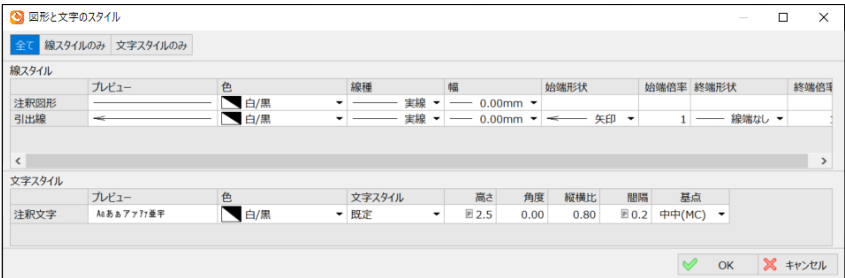 図形と文字のスタイル
全て 線スタイルのみ 文字スタイルのみ
線スタイル
プレビュー 色 線種 幅 始端形状 始端倍率 終端形状 終端倍率
注釈図形 白/黒 実線 0.00mm
引出線 白/黒 実線 0.00mm 矢印 1 線端なし
文字スタイル
プレビュー 色 文字スタイル 高さ 角度 縦横比 間隔 基点
注釈文字 Aaあぁアァｱｧ亜宇 白/黒 既定 P 2.5 0.00 0.80 P 0.2 中中(MC)
OK キャンセル